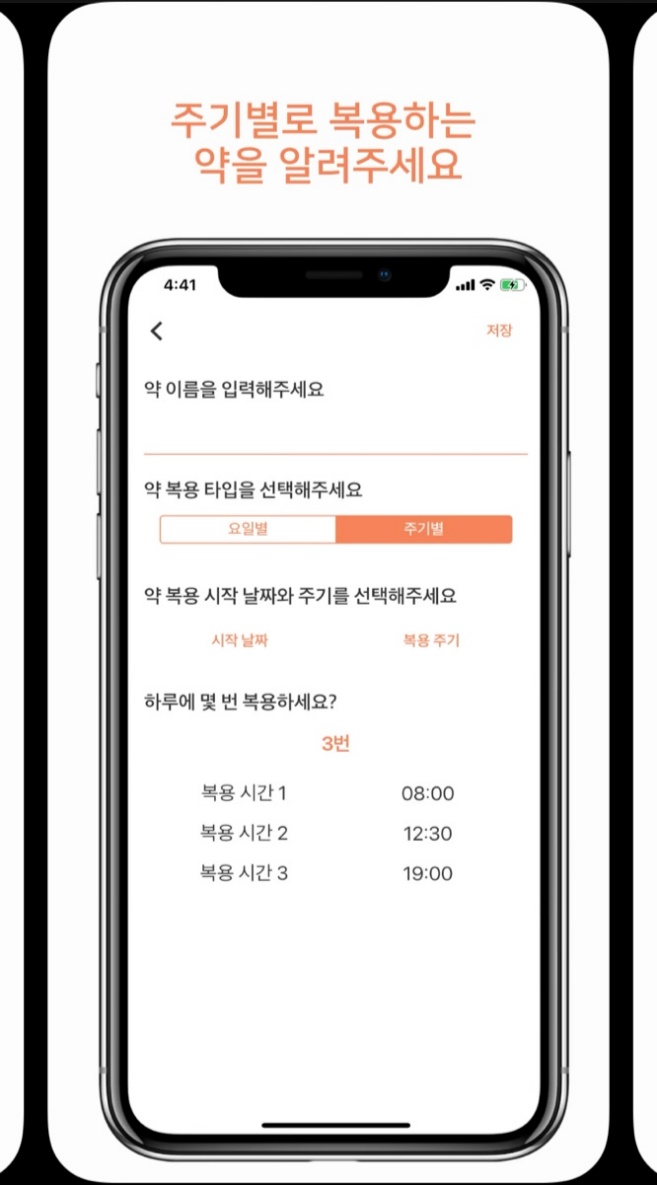 주기별로 복용하는
약을 알려주세요
4:41
저장
약 이름을 입력해주세요
약 복용 타입을 선택해주세요
요일별 주기별
약 복용 시작 날짜와 주기를 선택해주세요
시작 날짜 복용 주기
하루에 몇 번 복용하세요?
3번
복용 시간 1 08:00
복용 시간 2 12:30
복용 시간 3 19:00